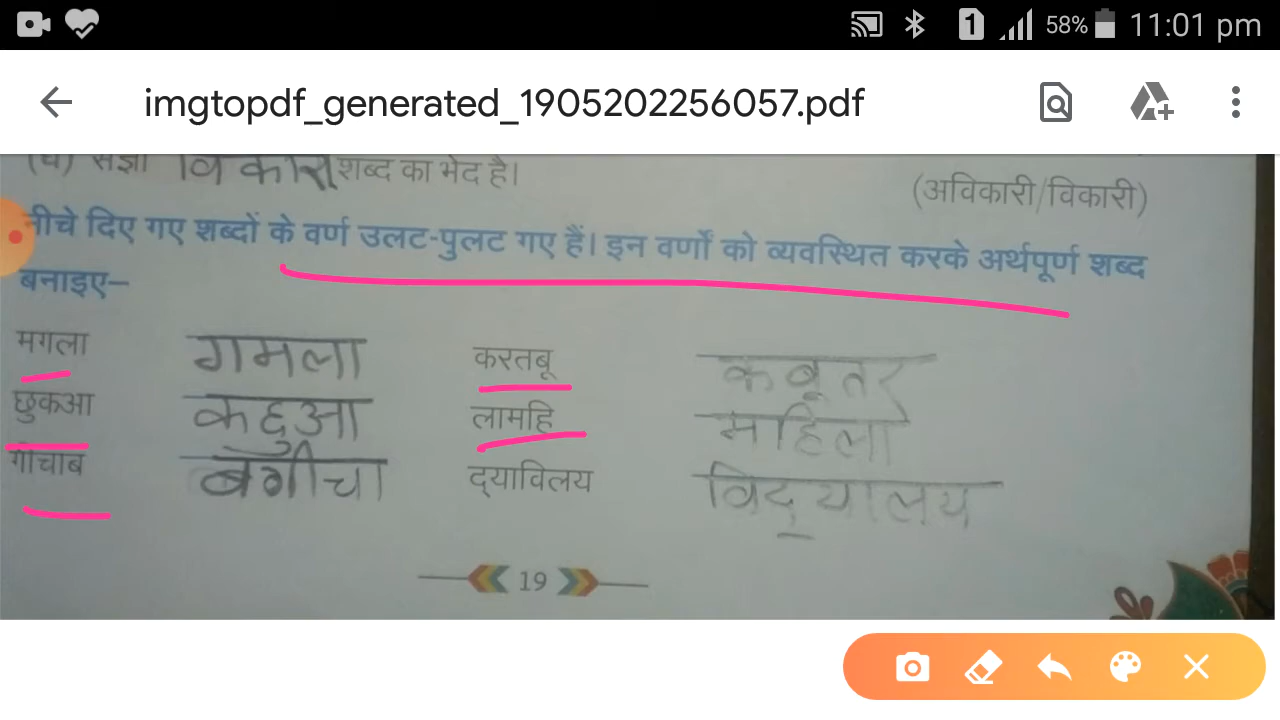 58% 11:01 pm
imgtopdf_generated_1905202256057.pdf
संज्ञा विकारी शब्द का भेद है। (अविकारी/विकारी)
नीचे दिए गए शब्दों के वर्ण उलट-पुलट गए हैं। इन वर्णों को व्यवस्थित करके अर्थपूर्ण शब्द
बनाइए–
मगला गमला करतबू कबूतर
छुकआ कछुआ लामहि महिला
गीचाब बगीचा द्‌याविलय विद्‌यालय
19